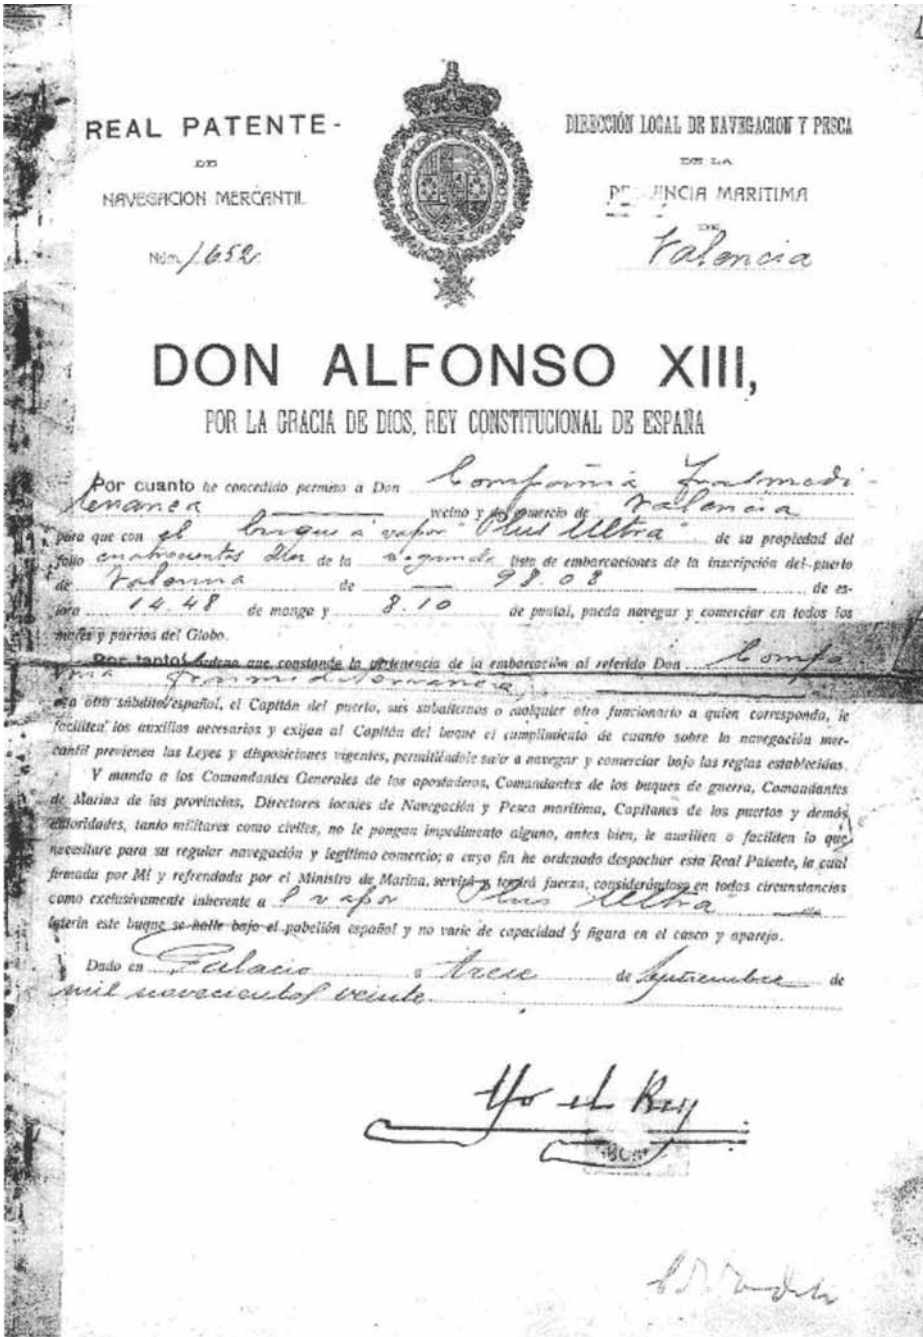 REAL PATENTE -
DE
NAVEGACION MERCANTIL
Núm. 1.652
DIRECCIÓN LOCAL DE NAVEGACION Y PESCA
DE LA
PROVINCIA MARITIMA
DE
Valencia
DON ALFONSO XIII,
POR LA GRACIA DE DIOS, REY CONSTITUCIONAL DE ESPAÑA
Por cuanto he concedido permiso a Don Compañia Trasmedi-
terranea vecino y del comercio de Valencia
para que con el buque á vapor "Plus Ultra" de su propiedad del
folio cuatrocientos diez de la segunda lista de embarcaciones de la inscripción del puerto
de Valencia de 98.08 de es-
lora 14.48 de manga y 8.10 de puntal, pueda navegar y comerciar en todos los
mares y puertos del Globo.
Por tanto: ordeno que constando la pertenencia de la embarcación al referido Don Compa
ñia Trasmediterranea
u a otro súbdito español, el Capitán del puerto, sus subalternos o cualquier otro funcionario a quien corresponda, le
faciliten los auxilios necesarios y exijan al Capitán del buque el cumplimiento de cuanto sobre la navegación mer-
cantil previenen las Leyes y disposiciones vigentes, permitiéndole salir a navegar y comerciar bajo las reglas establecidas.
Y mando a los Comandantes Generales de los apostaderos, Comandantes de los buques de guerra, Comandantes
de Marina de las provincias, Directores locales de Navegación y Pesca marítima, Capitanes de los puertos y demás
autoridades, tanto militares como civiles, no le pongan impedimento alguno, antes bien, le auxilien o faciliten lo que
necesitare para su regular navegación y legítimo comercio; a cuyo fin he ordenado despachar esta Real Patente, la cual
firmada por Mí y refrendada por el Ministro de Marina, servirá y tendrá fuerza, considerándose en todas circunstancias
como exclusivamente inherente a l vapor "Plus Ultra"
ínterin este buque se halle bajo el pabellón español y no varíe de capacidad y figura en el casco y aparejo.
Dado en Palacio a trece de Septiembre de
mil novecientos veinte
Yo el Rey